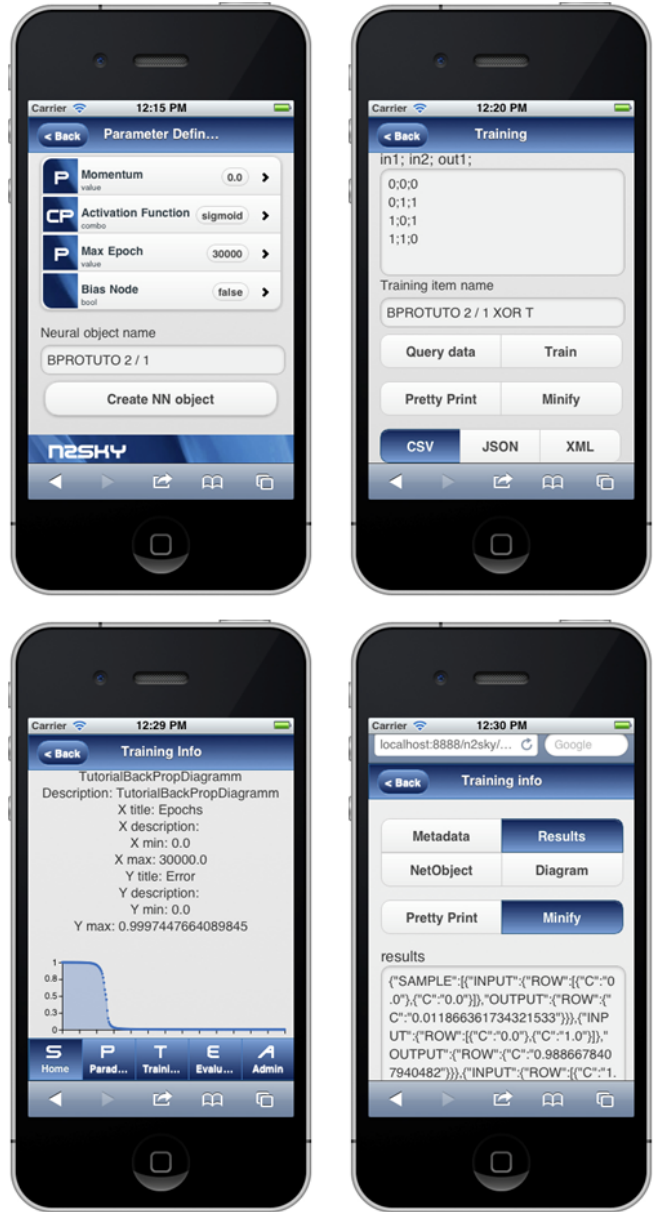 Carrier 12:15 PM
< Back Parameter Defin...
P Momentum 0.0
value
CP Activation Function sigmoid
combo
P Max Epoch 30000
value
Bias Node false
bool
Neural object name
BPROTUTO 2 / 1
Create NN object
N2SKY
Carrier 12:20 PM
< Back Training
in1; in2; out1;
0;0;0
0;1;1
1;0;1
1;1;0
Training item name
BPROTUTO 2 / 1 XOR T
Query data Train
Pretty Print Minify
CSV JSON XML
Carrier 12:29 PM
< Back Training Info
TutorialBackPropDiagramm
Description: TutorialBackPropDiagramm
X title: Epochs
X description:
X min: 0.0
X max: 30000.0
Y title: Error
Y description:
Y min: 0.0
Y max: 0.9997447664089845
1
0.8
0.5
0.3
0
S P T E A
Home Parad... Traini... Evalu... Admin
Carrier 12:30 PM
localhost:8888/n2sky/... Google
< Back Training info
Metadata Results
NetObject Diagram
Pretty Print Minify
results
{"SAMPLE":[{"INPUT":{"ROW":[{"C":"0
.0"},{"C":"0.0"}]},"OUTPUT":{"ROW":{"
C":"0.011866361734321533"}}},{"INP
UT":{"ROW":[{"C":"0.0"},{"C":"1.0"}]},"
OUTPUT":{"ROW":{"C":"0.988667840
7940482"}}},{"INPUT":{"ROW":[{"C":"1.